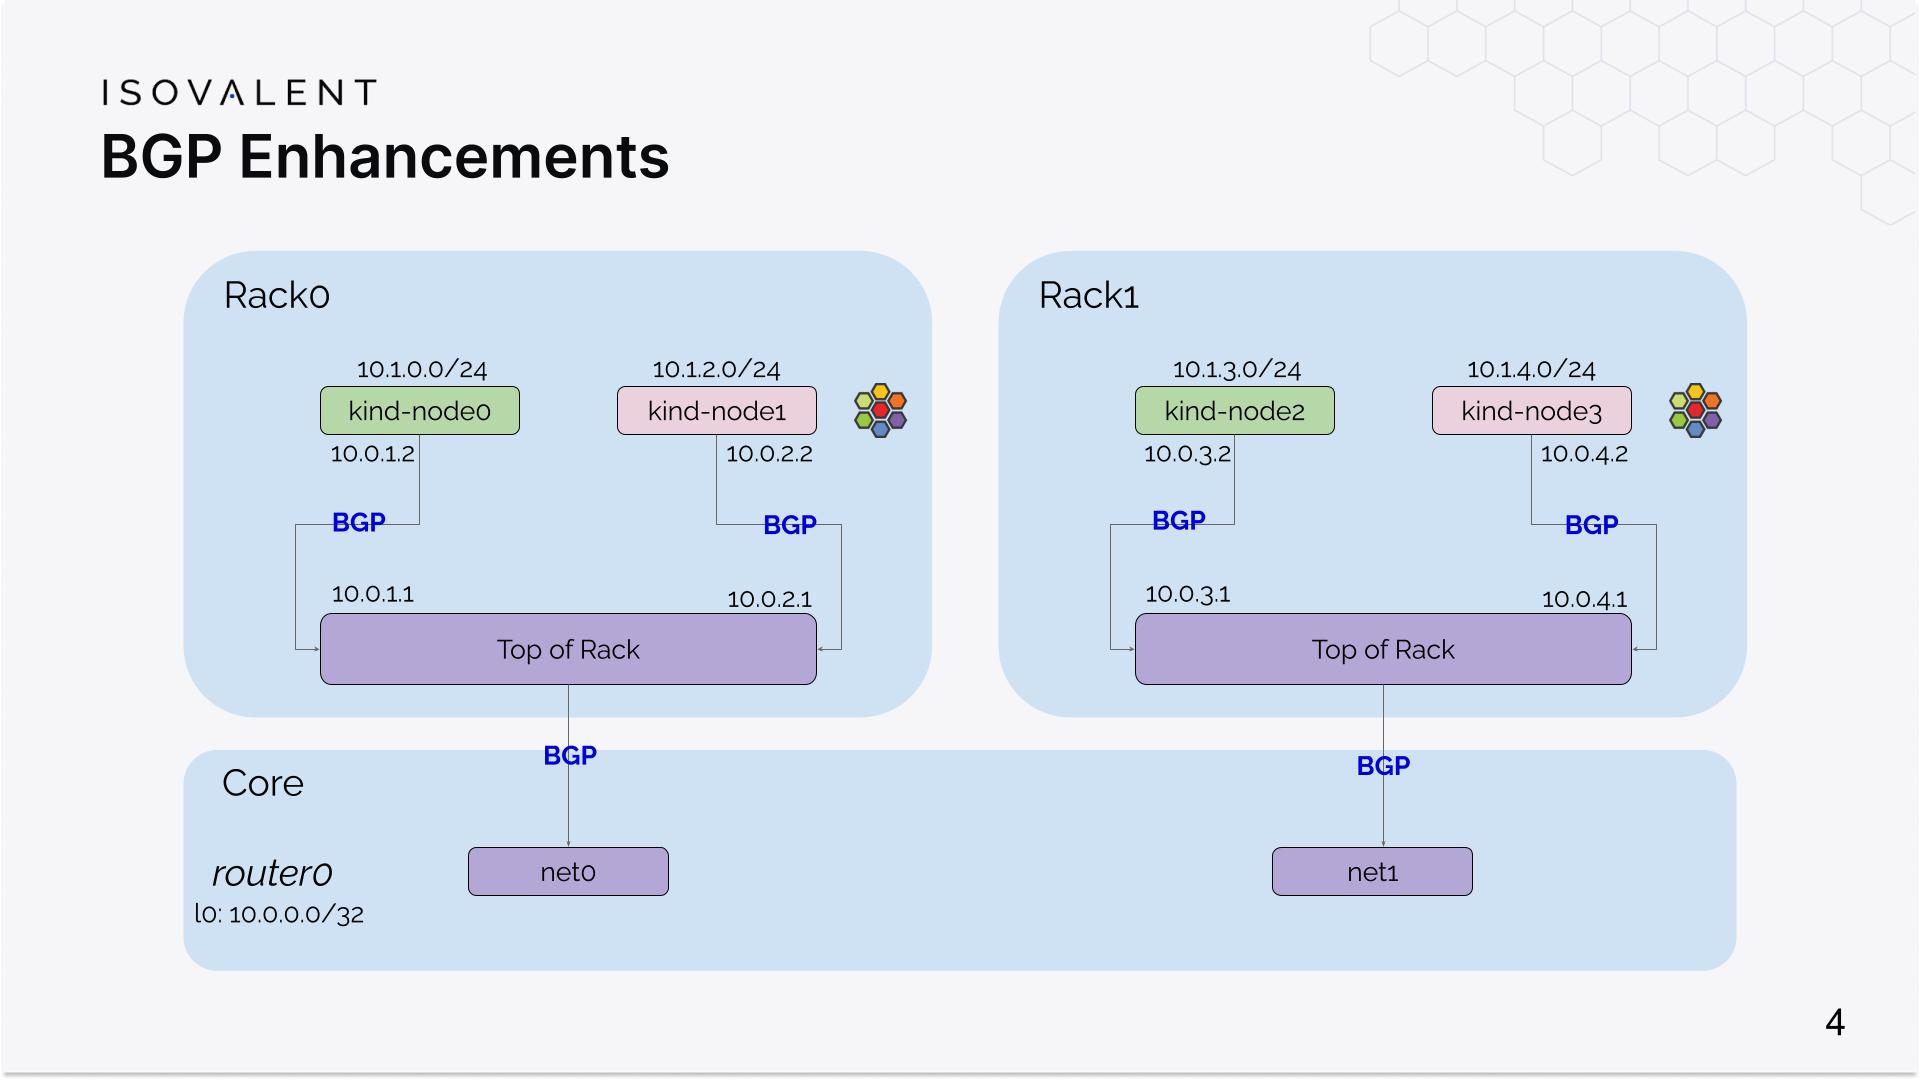 ISOVALENT
BGP Enhancements
Rack0
10.1.0.0/24
10.1.2.0/24
kind-node0
kind-node1
10.0.1.2
10.0.2.2
BGP
BGP
10.0.1.1
10.0.2.1
Top of Rack
Rack1
10.1.3.0/24
10.1.4.0/24
kind-node2
kind-node3
10.0.3.2
10.0.4.2
BGP
BGP
10.0.3.1
10.0.4.1
Top of Rack
BGP
BGP
Core
router0
l0: 10.0.0.0/32
net0
net1
4